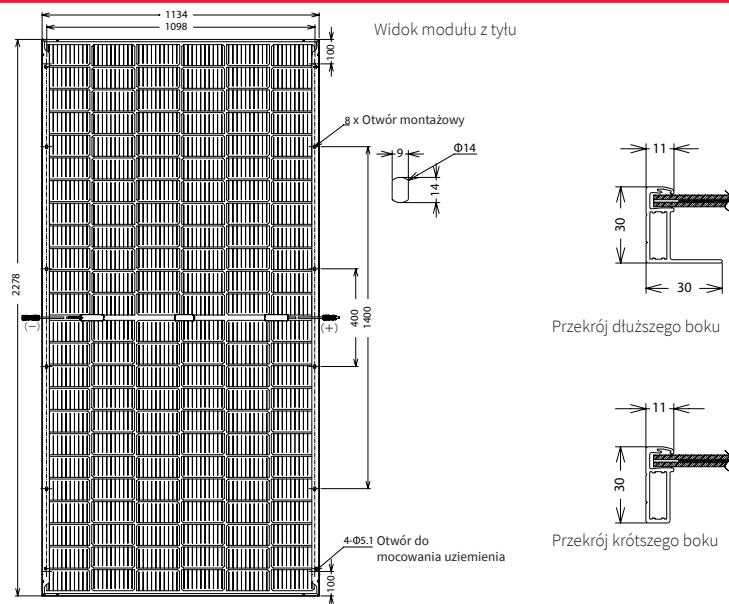 1134
1098
Widok modułu z tyłu
100
8 x Otwór montażowy
9
Φ14
14
11
30
30
Przekrój dłuższego boku
2278
400
1400
(−)
(+)
11
30
Przekrój krótszego boku
4-Φ5.1 Otwór do
mocowania uziemienia
100